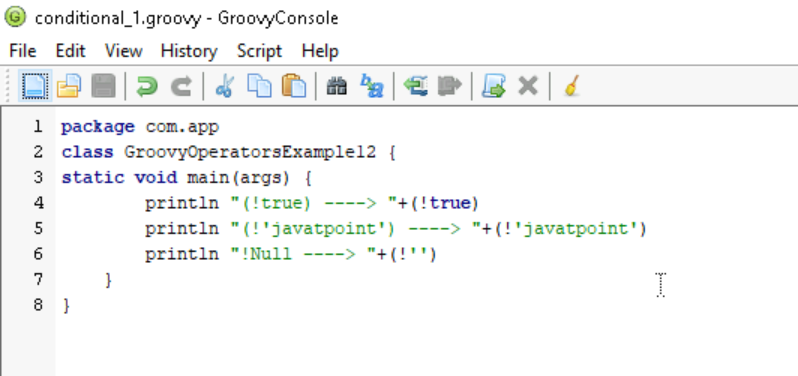 conditional_1.groovy - GroovyConsole
File Edit View History Script Help
1 package com.app
2 class GroovyOperatorsExample12 {
3 static void main(args) {
4 println "(!true) ----> "+(!true)
5 println "(!'javatpoint') ----> "+(!'javatpoint')
6 println "!Null ----> "+(!'')
7 }
8 }